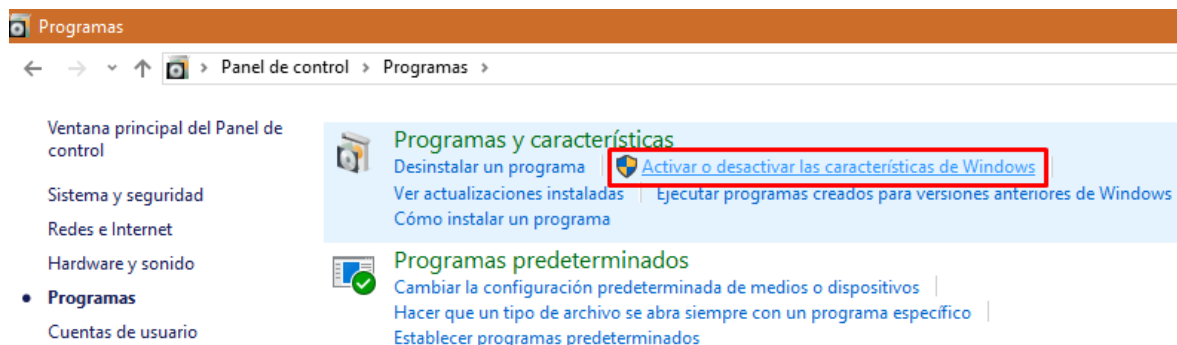 Programas
Panel de control > Programas >
Ventana principal del Panel de
control
Sistema y seguridad
Redes e Internet
Hardware y sonido
Programas
Cuentas de usuario
Programas y características
Desinstalar un programa
Activar o desactivar las características de Windows
Ver actualizaciones instaladas
Ejecutar programas creados para versiones anteriores de Windows
Cómo instalar un programa
Programas predeterminados
Cambiar la configuración predeterminada de medios o dispositivos
Hacer que un tipo de archivo se abra siempre con un programa específico
Establecer programas predeterminados